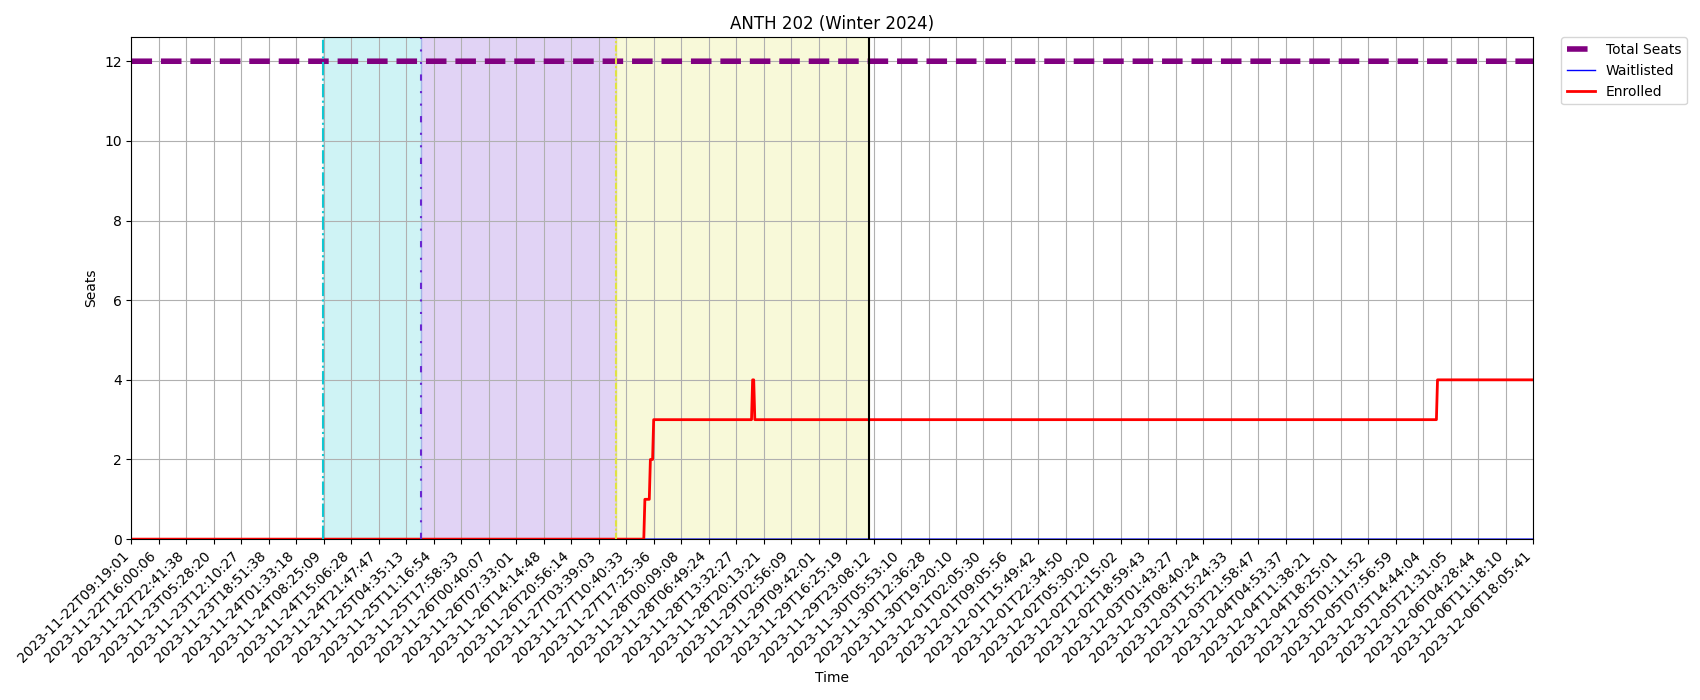 ANTH 202 (Winter 2024)
Total Seats
Waitlisted
Enrolled
12
10
8
6
4
2
0
Seats
2023-11-22T09:19:01
2023-11-22T16:00:06
2023-11-22T22:41:38
2023-11-23T05:28:20
2023-11-23T12:10:27
2023-11-23T18:51:38
2023-11-24T01:33:18
2023-11-24T08:25:09
2023-11-24T15:06:28
2023-11-24T21:47:47
2023-11-25T04:35:13
2023-11-25T11:16:54
2023-11-25T17:58:33
2023-11-26T00:40:07
2023-11-26T07:33:01
2023-11-26T14:14:48
2023-11-26T20:56:14
2023-11-27T03:39:03
2023-11-27T10:40:33
2023-11-27T17:25:36
2023-11-28T00:09:08
2023-11-28T06:49:24
2023-11-28T13:32:27
2023-11-28T20:13:21
2023-11-29T02:56:09
2023-11-29T09:42:01
2023-11-29T16:25:19
2023-11-29T23:08:12
2023-11-30T05:53:10
2023-11-30T12:36:28
2023-11-30T19:20:10
2023-12-01T02:05:30
2023-12-01T09:05:56
2023-12-01T15:49:42
2023-12-01T22:34:50
2023-12-02T05:30:20
2023-12-02T12:15:02
2023-12-02T18:59:43
2023-12-03T01:43:27
2023-12-03T08:40:24
2023-12-03T15:24:33
2023-12-03T21:58:47
2023-12-04T04:53:37
2023-12-04T11:38:21
2023-12-04T18:25:01
2023-12-05T01:11:52
2023-12-05T07:56:59
2023-12-05T14:44:04
2023-12-05T21:31:05
2023-12-06T04:28:44
2023-12-06T11:18:10
2023-12-06T18:05:41
Time